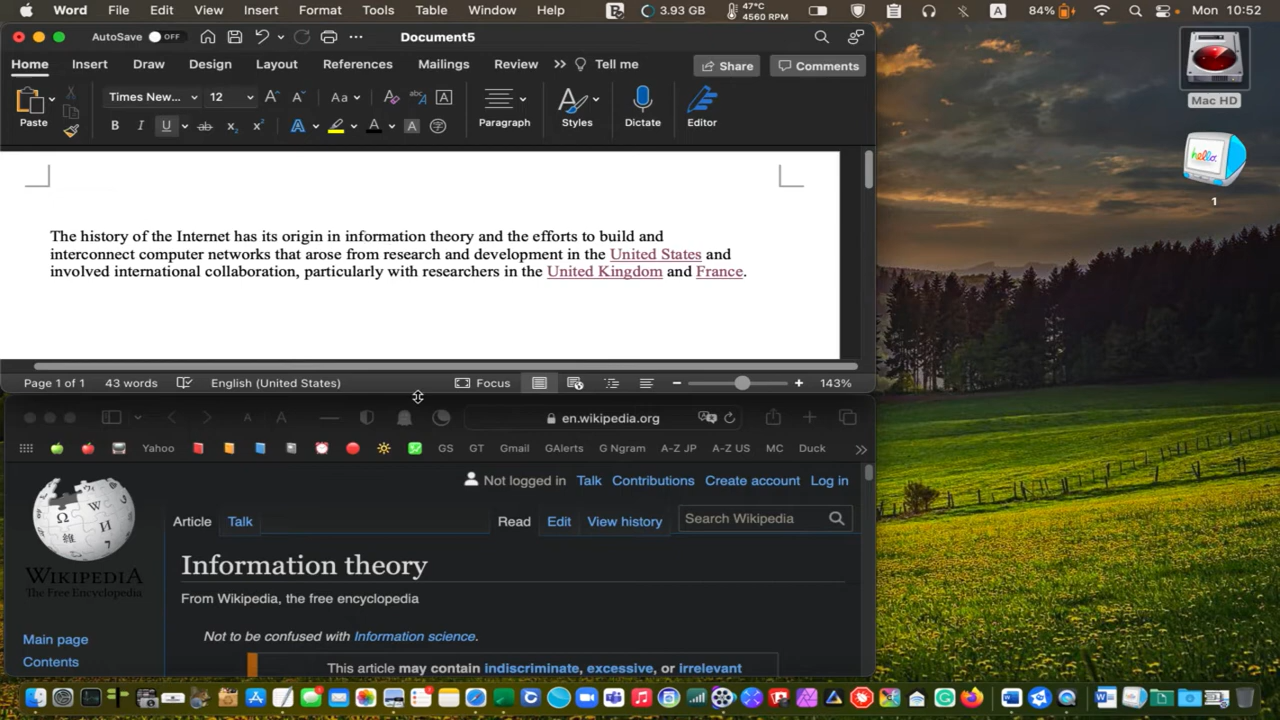 Word File Edit View Insert Format Tools Table Window Help 3.93 GB 47°C 4560 RPM A 84% Mon 10:52
AutoSave OFF Document5
Home Insert Draw Design Layout References Mailings Review >> Tell me Share Comments
Paste Times New... 12 Aa Paragraph Styles Dictate Editor
The history of the Internet has its origin in information theory and the efforts to build and
interconnect computer networks that arose from research and development in the United States and
involved international collaboration, particularly with researchers in the United Kingdom and France.
Page 1 of 1 43 words English (United States) Focus 143%
en.wikipedia.org
Yahoo GS GT Gmail GAlerts G Ngram A-Z JP A-Z US MC Duck
Not logged in Talk Contributions Create account Log in
Article Talk Read Edit View history Search Wikipedia
WIKIPEDIA
The Free Encyclopedia
Information theory
From Wikipedia, the free encyclopedia
Not to be confused with Information science.
Main page
Contents
This article may contain indiscriminate, excessive, or irrelevant
Mac HD
hello.
1